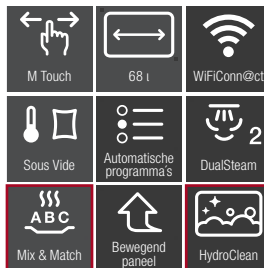 M Touch
68 l
WiFiConn@ct
Sous Vide
Automatische
programma's
2
DualSteam
ABC
Mix & Match
Bewegend
paneel
HydroClean